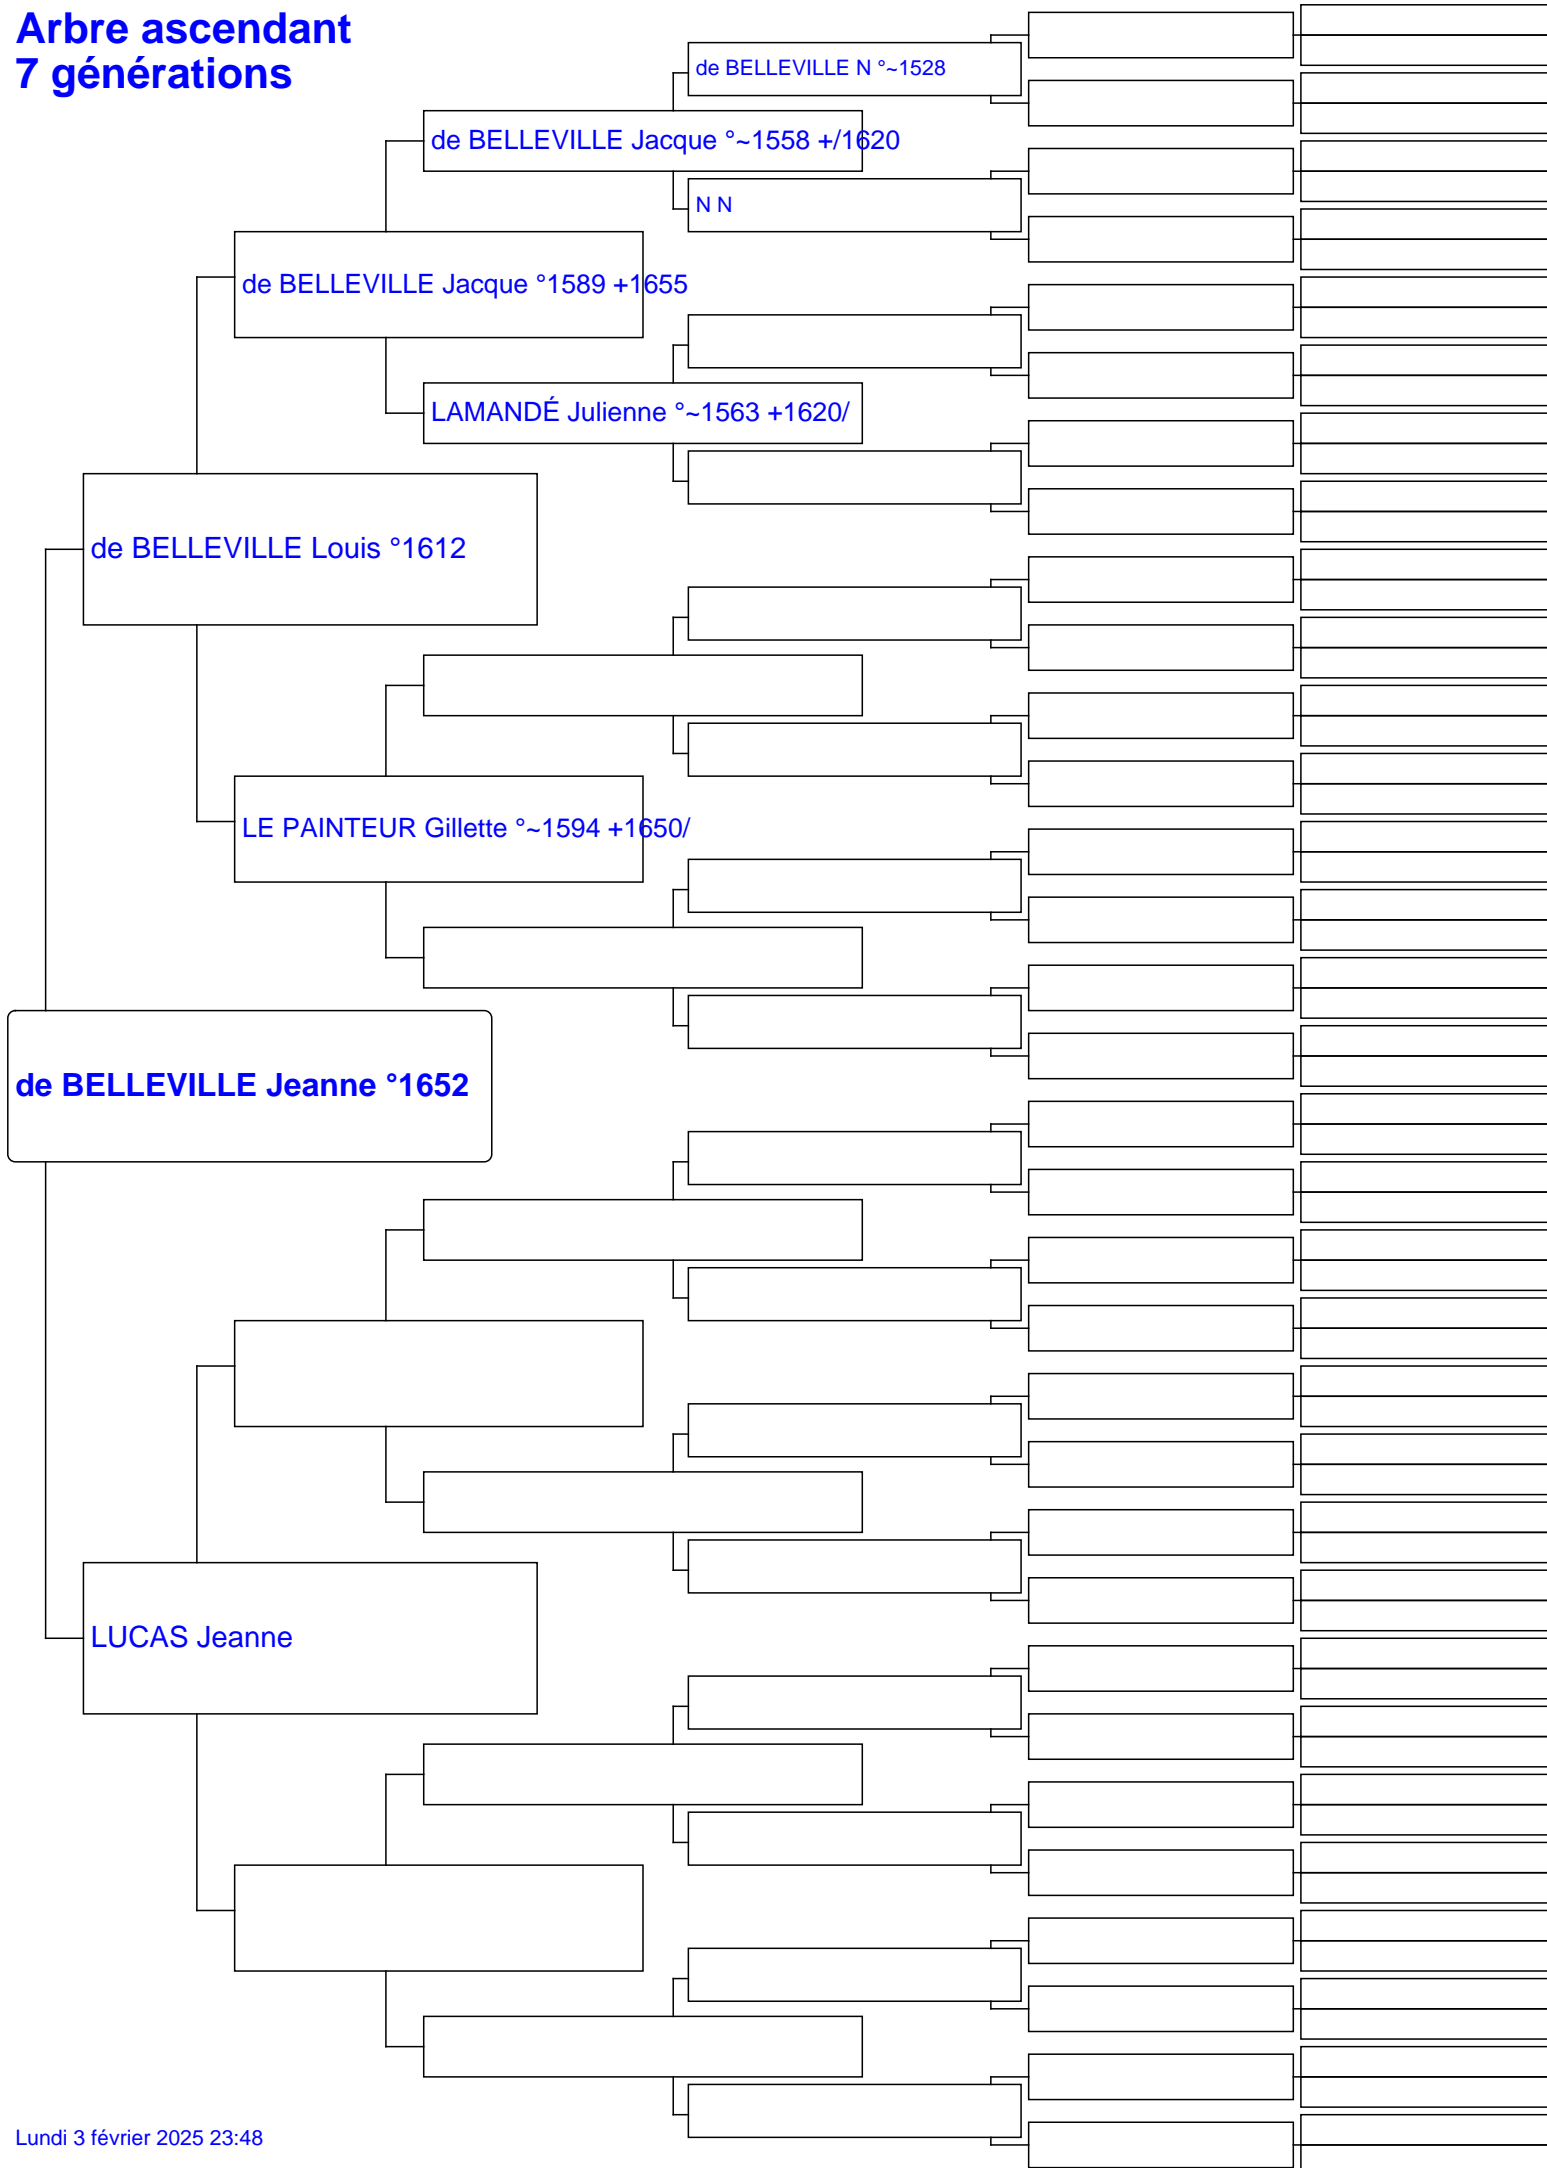 Arbre ascendant
7 générations
de BELLEVILLE N °~1528
de BELLEVILLE Jacque °~1558 +/1620
N N
de BELLEVILLE Jacque °1589 +1655
LAMANDÉ Julienne °~1563 +1620/
de BELLEVILLE Louis °1612
LE PAINTEUR Gillette °~1594 +1650/
de BELLEVILLE Jeanne °1652
LUCAS Jeanne
Lundi 3 février 2025 23:48